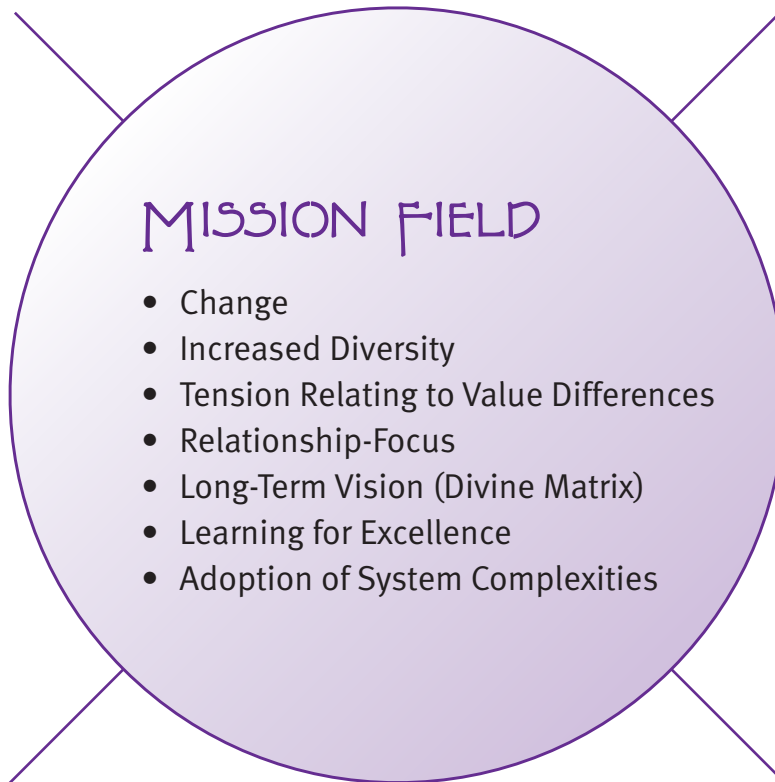 Mission Field
• Change
• Increased Diversity
• Tension Relating to Value Differences
• Relationship-Focus
• Long-Term Vision (Divine Matrix)
• Learning for Excellence
• Adoption of System Complexities